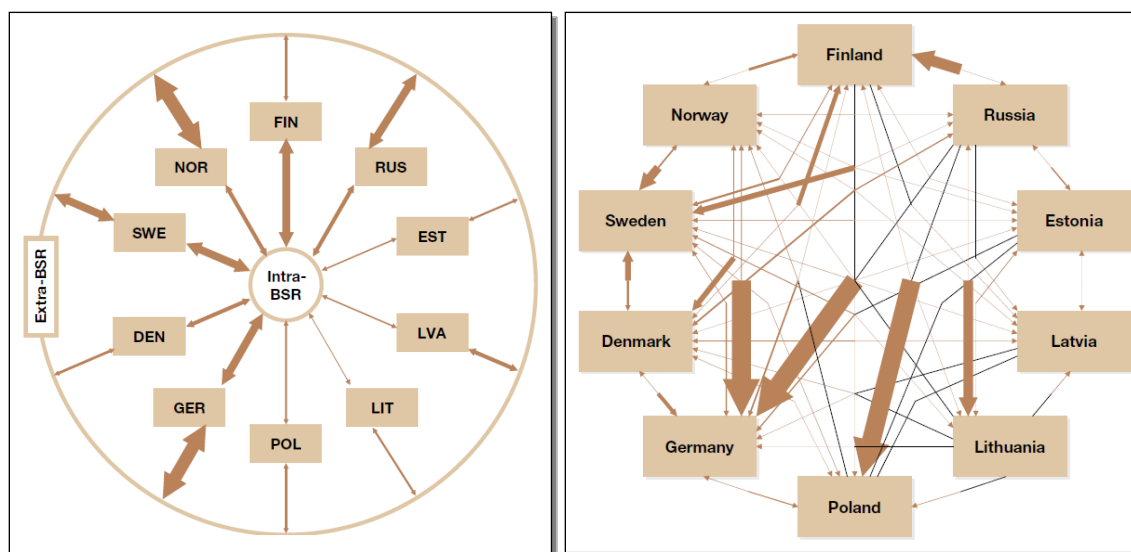 FIN
NOR
RUS
SWE
EST
Extra-BSR
Intra-
BSR
DEN
LVA
GER
LIT
POL
Finland
Norway
Russia
Sweden
Estonia
Denmark
Latvia
Germany
Lithuania
Poland